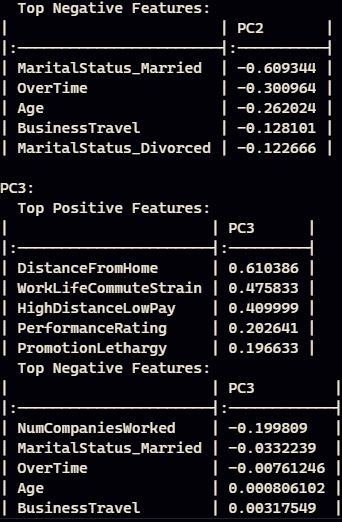 Top Negative Features:
| | PC2 |
|:-------------------------|:----------|
| MaritalStatus_Married | -0.609344 |
| OverTime | -0.300964 |
| Age | -0.262024 |
| BusinessTravel | -0.128101 |
| MaritalStatus_Divorced | -0.122666 |
PC3:
Top Positive Features:
| | PC3 |
|:------------------------|:---------|
| DistanceFromHome | 0.610386 |
| WorkLifeCommuteStrain | 0.475833 |
| HighDistanceLowPay | 0.409999 |
| PerformanceRating | 0.202641 |
| PromotionLethargy | 0.196633 |
Top Negative Features:
| | PC3 |
|:------------------------|:------------|
| NumCompaniesWorked | -0.199809 |
| MaritalStatus_Married | -0.0332239 |
| OverTime | -0.00761246 |
| Age | 0.000806102 |
| BusinessTravel | 0.00317549 |